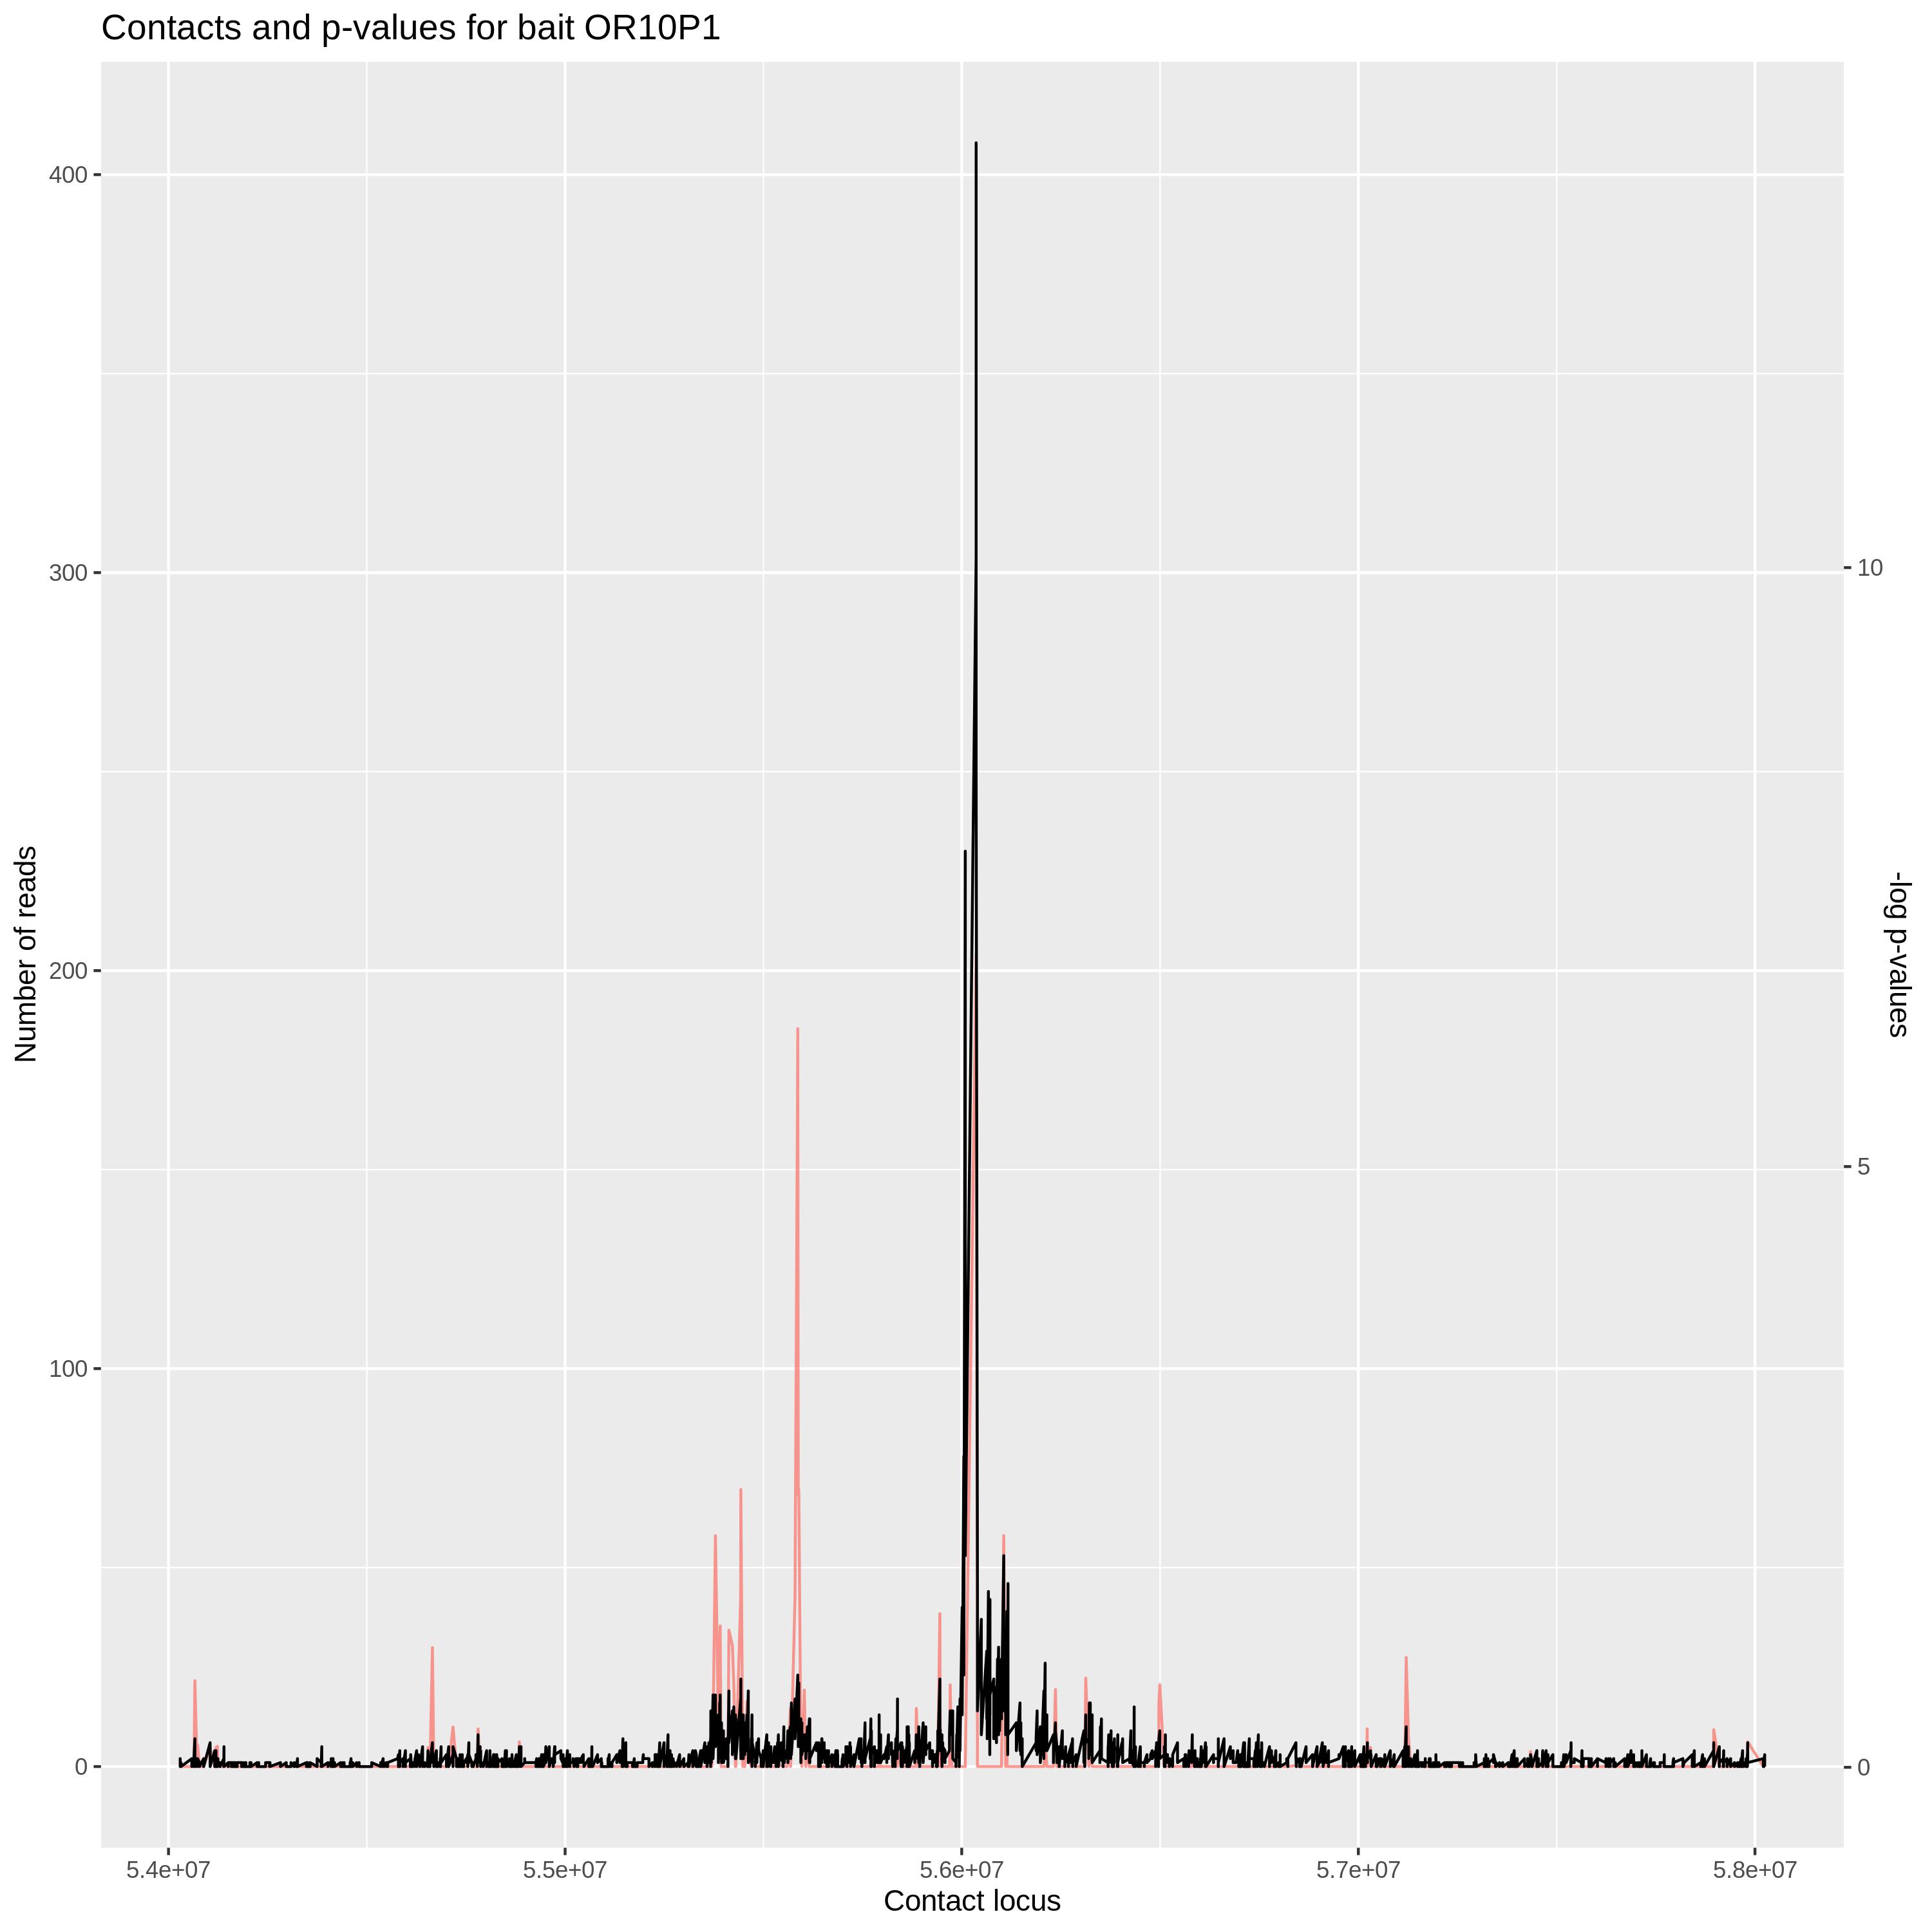 Contacts and p-values for bait OR10P1
400
300
200
100
0
Number of reads
10
5
0
-log p-values
5.4e+07 5.5e+07 5.6e+07 5.7e+07 5.8e+07
Contact locus